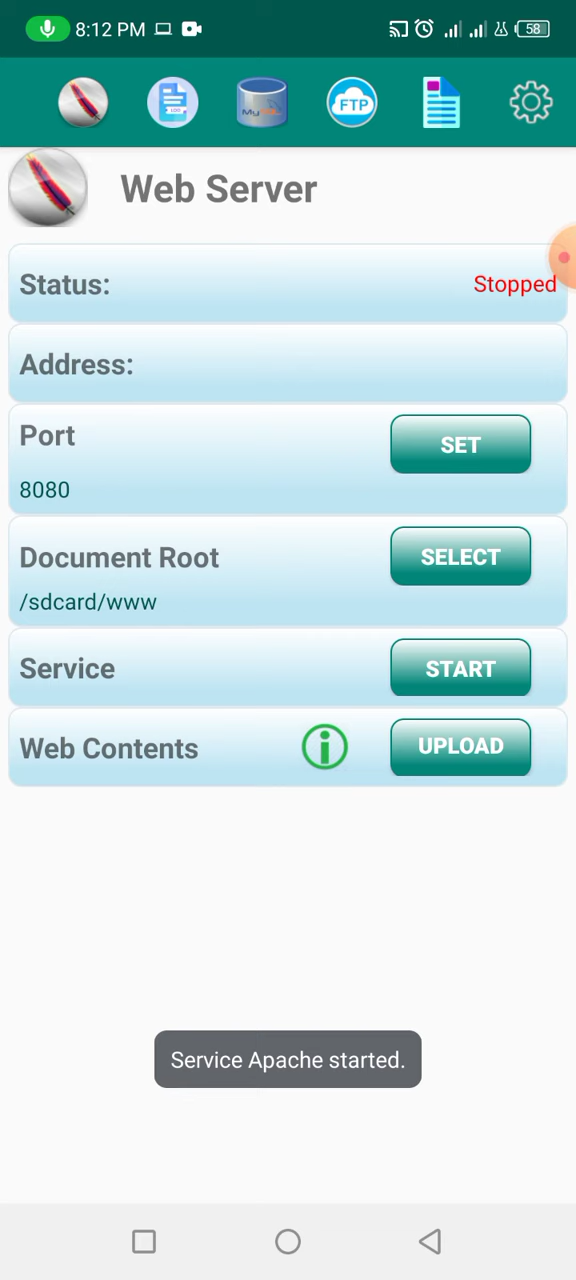 8:12 PM
58
My
FTP
Web Server
Status:
Stopped
Address:
Port
SET
8080
Document Root
SELECT
/sdcard/www
Service
START
Web Contents
UPLOAD
Service Apache started.